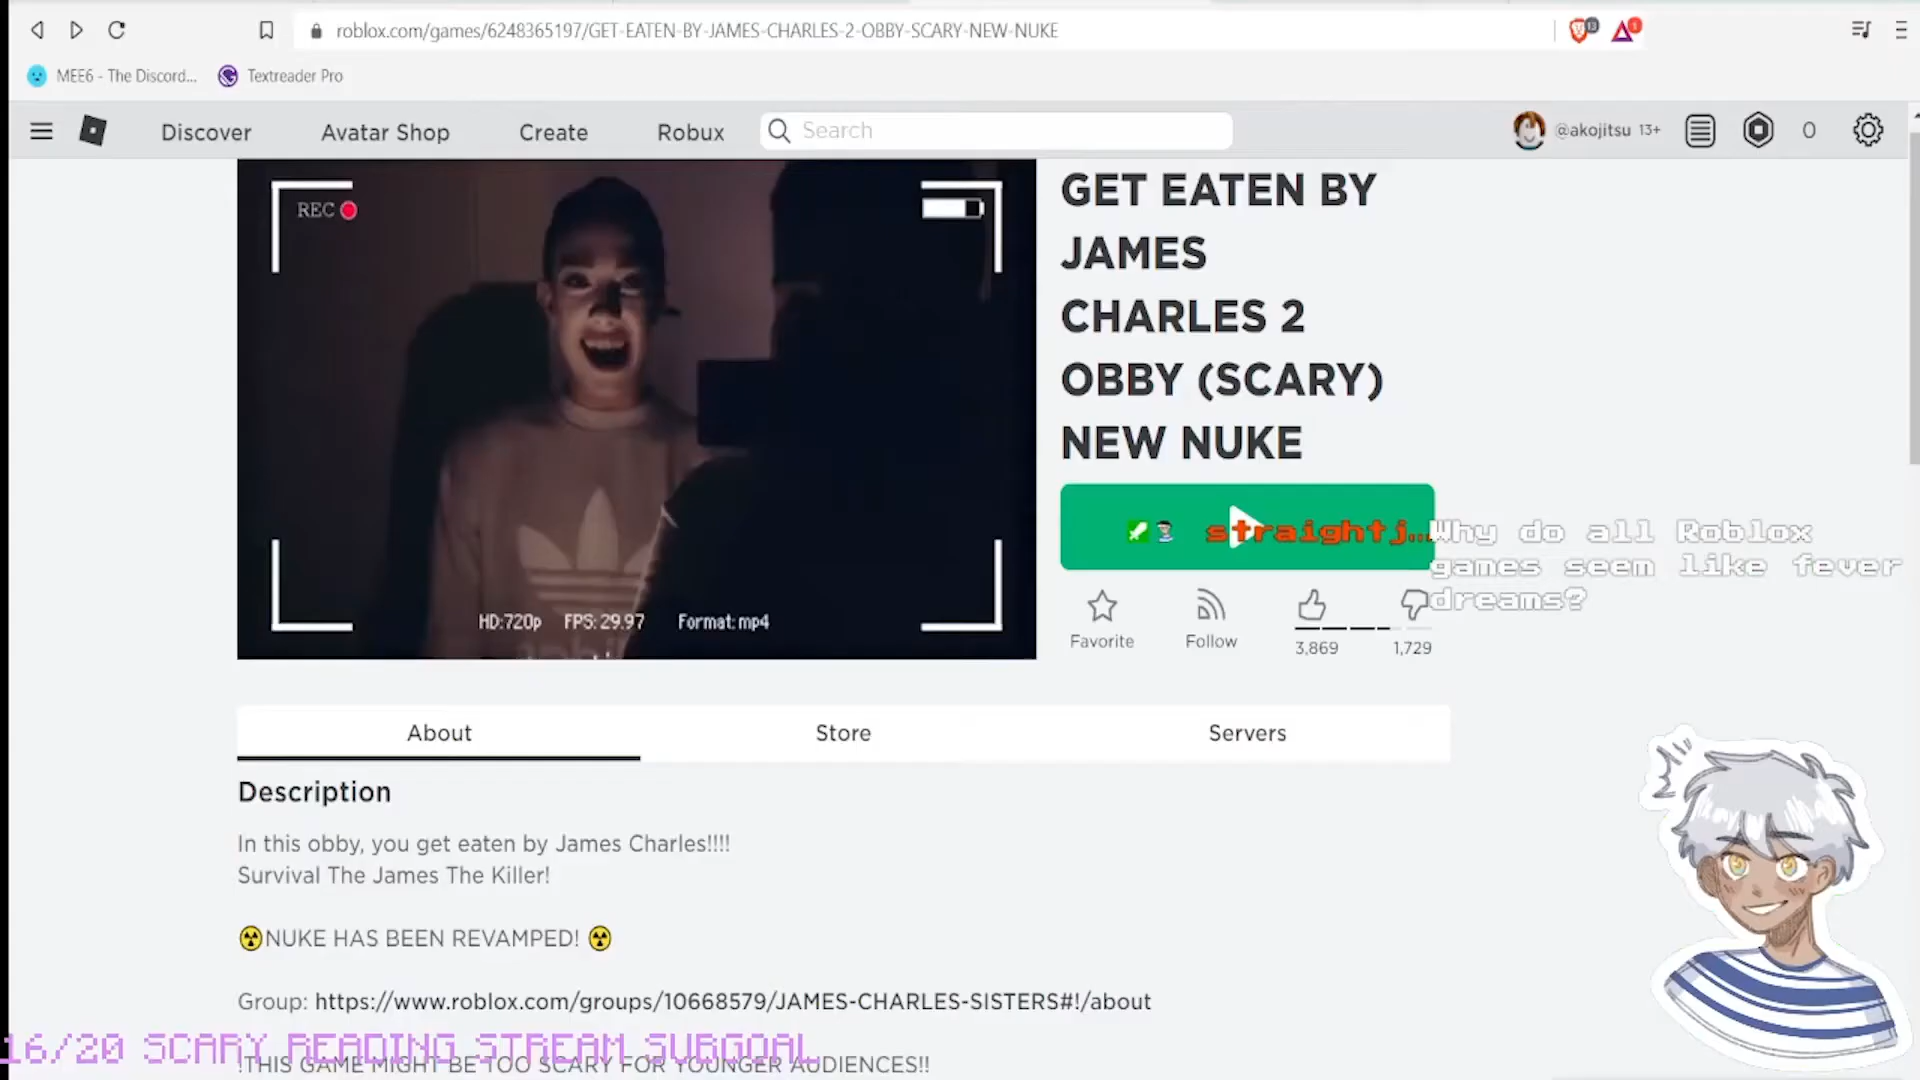 roblox.com/games/6248365197/GET-EATEN-BY-JAMES-CHARLES-2-OBBY-SCARY-NEW-NUKE
13
1
MEE6 - The Discord...
Textreader Pro
Discover
Avatar Shop
Create
Robux
Search
@akojitsu 13+
0
REC
HD:720p FPS: 29.97 Format: mp4
GET EATEN BY
JAMES
CHARLES 2
OBBY (SCARY)
NEW NUKE
straightj... Why do all Roblox
games seem like fever
dreams?
Favorite
Follow
3,869
1,729
About
Store
Servers
Description
In this obby, you get eaten by James Charles!!!!
Survival The James The Killer!
☢NUKE HAS BEEN REVAMPED! ☢
Group: https://www.roblox.com/groups/10668579/JAMES-CHARLES-SISTERS#!/about
16/20 SCARY READING STREAM SUBGOAL
!THIS GAME MIGHT BE TOO SCARY FOR YOUNGER AUDIENCES!!